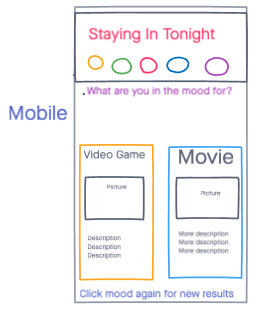 Staying In Tonight
What are you in the mood for?
Mobile
Video Game
Picture
Description
Description
Description
Movie
Picture
More description
More description
More description
Click mood again for new results